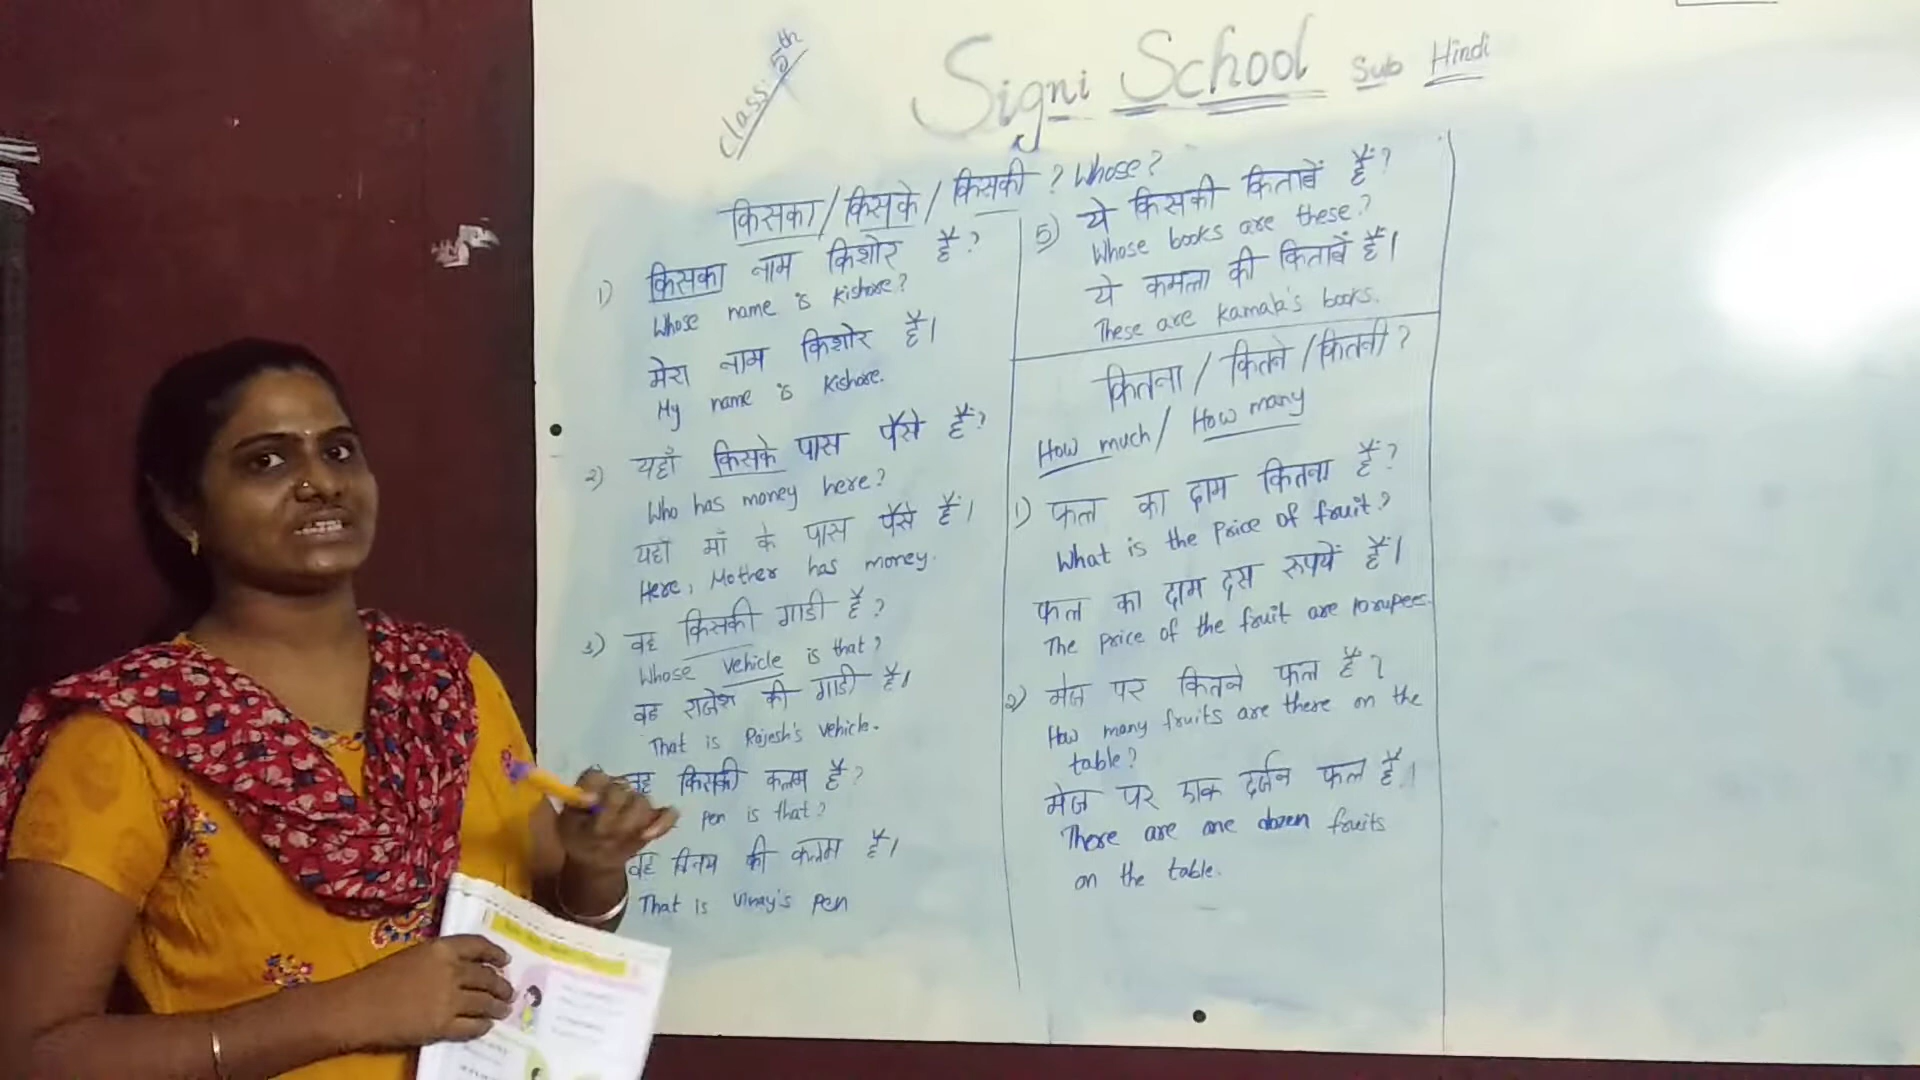 Class: 5th
Signi School Sub Hindi
किसका / किसके / किसकी ? Whose?
1) किसका नाम किशोर है?
Whose name is Kishore?
मेरा नाम किशोर है।
My name is Kishore.
2) यहाँ किसके पास पैसे हैं?
Who has money here?
यहाँ माँ के पास पैसे हैं।
Here, Mother has money.
3) वह किसकी गाडी है?
Whose vehicle is that?
वह राजेश की गाडी है।
That is Rajesh's vehicle.
वह किसकी कलम है?
pen is that?
वह विनय की कलम है।
That is Vinay's pen
5) ये किसकी किताबें हैं?
Whose books are these?
ये कमला की किताबें हैं।
These are Kamala's books.
कितना / कितने / कितनी ?
How much / How many
1) फल का दाम कितना है?
What is the Price of fruit?
फल का दाम दस रूपयें हैं।
The price of the fruit are 10 rupees.
2) मेज पर कितने फल है?
How many fruits are there on the
table?
मेज पर एक दर्जन फल है।
There are one dozen fruits
on the table.